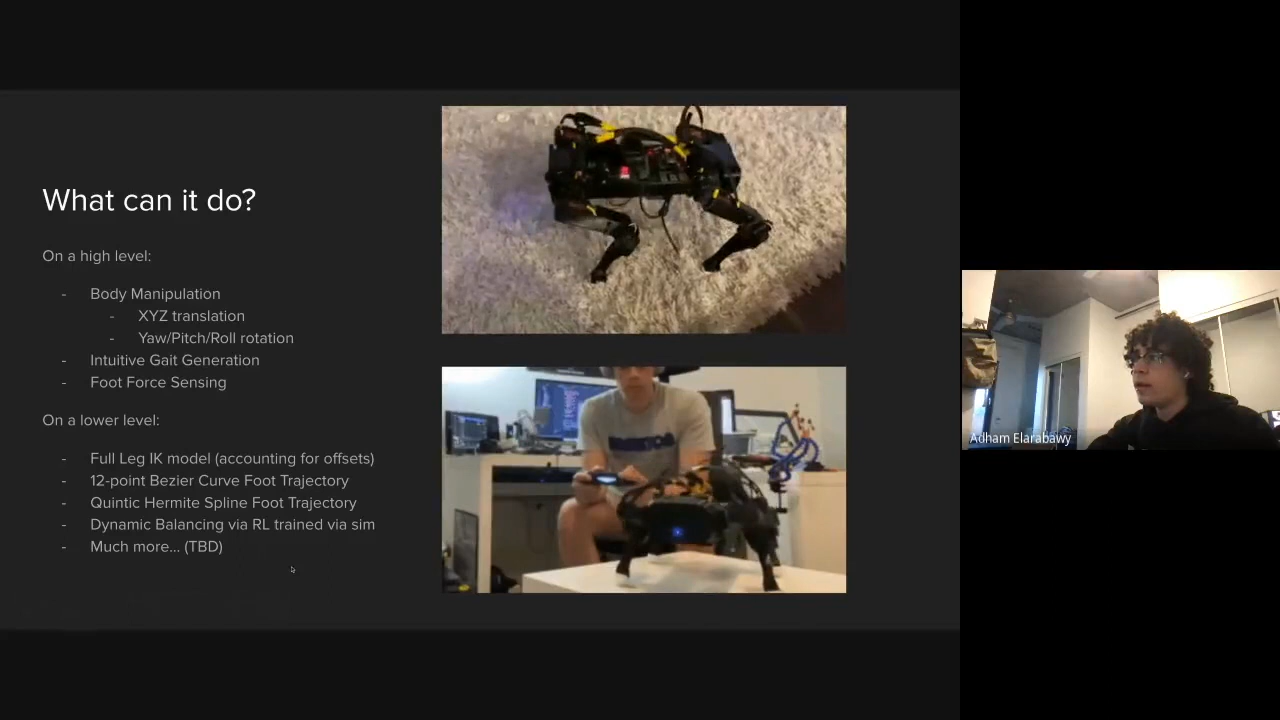 What can it do?
On a high level:
- Body Manipulation
- XYZ translation
- Yaw/Pitch/Roll rotation
- Intuitive Gait Generation
- Foot Force Sensing
On a lower level:
- Full Leg IK model (accounting for offsets)
- 12-point Bezier Curve Foot Trajectory
- Quintic Hermite Spline Foot Trajectory
- Dynamic Balancing via RL trained via sim
- Much more... (TBD)
Adham Elarabawy